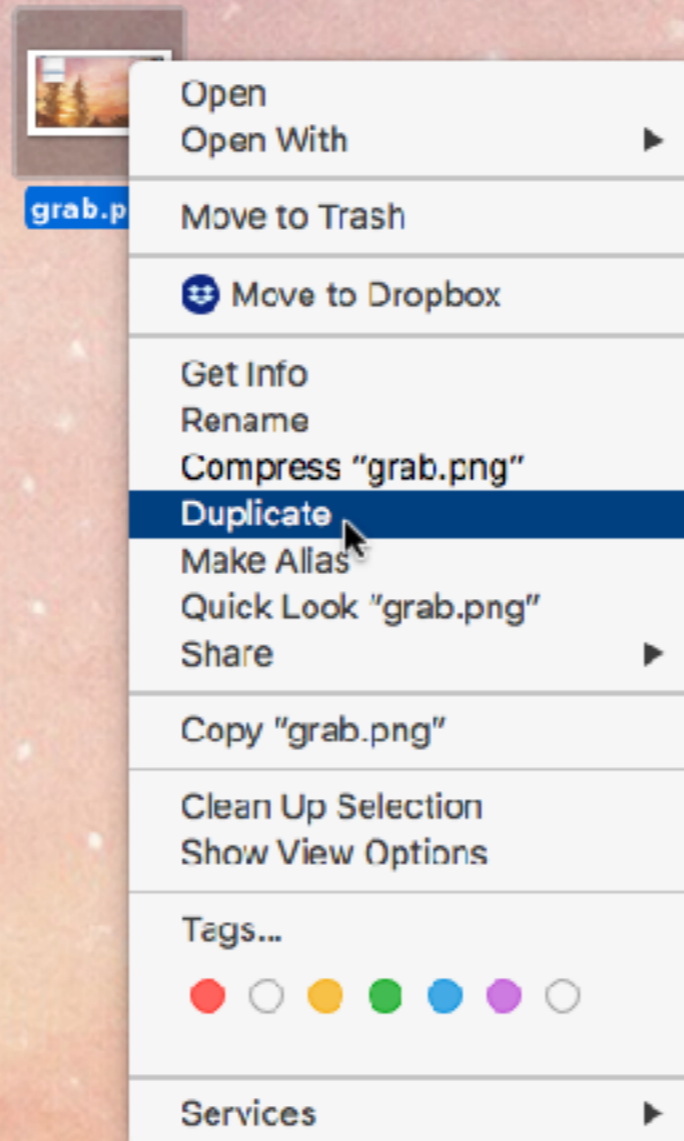 grab.p
Open
Open With
Move to Trash
Move to Dropbox
Get Info
Rename
Compress "grab.png"
Duplicate
Make Alias
Quick Look "grab.png"
Share
Copy "grab.png"
Clean Up Selection
Show View Options
Tags...
Services